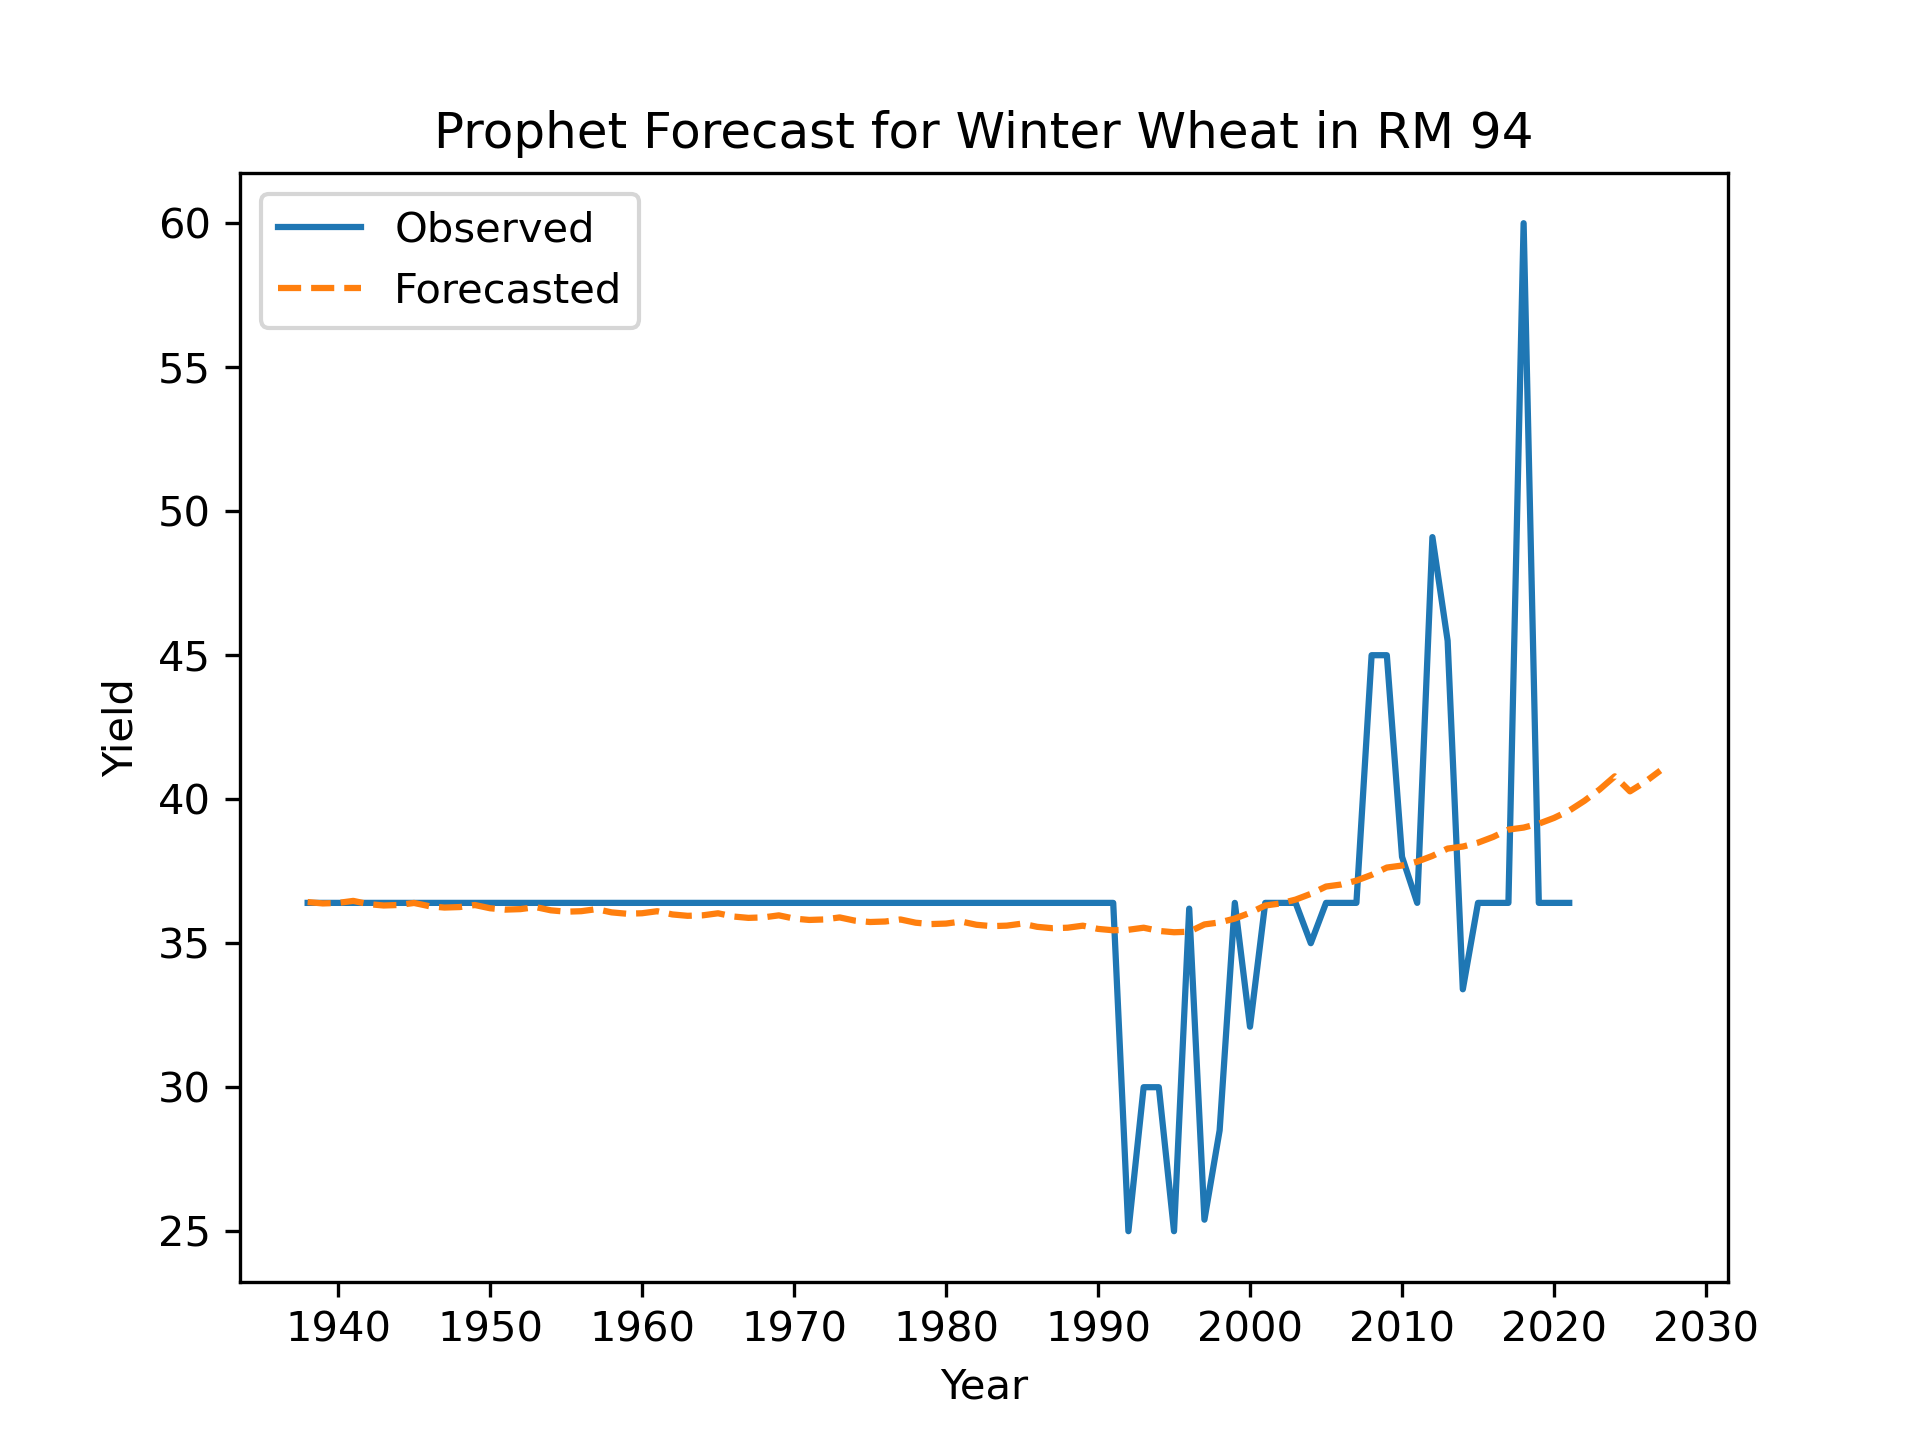 Prophet Forecast for Winter Wheat in RM 94
Observed
Forecasted
60
55
50
45
40
35
30
25
Yield
1940 1950 1960 1970 1980 1990 2000 2010 2020 2030
Year